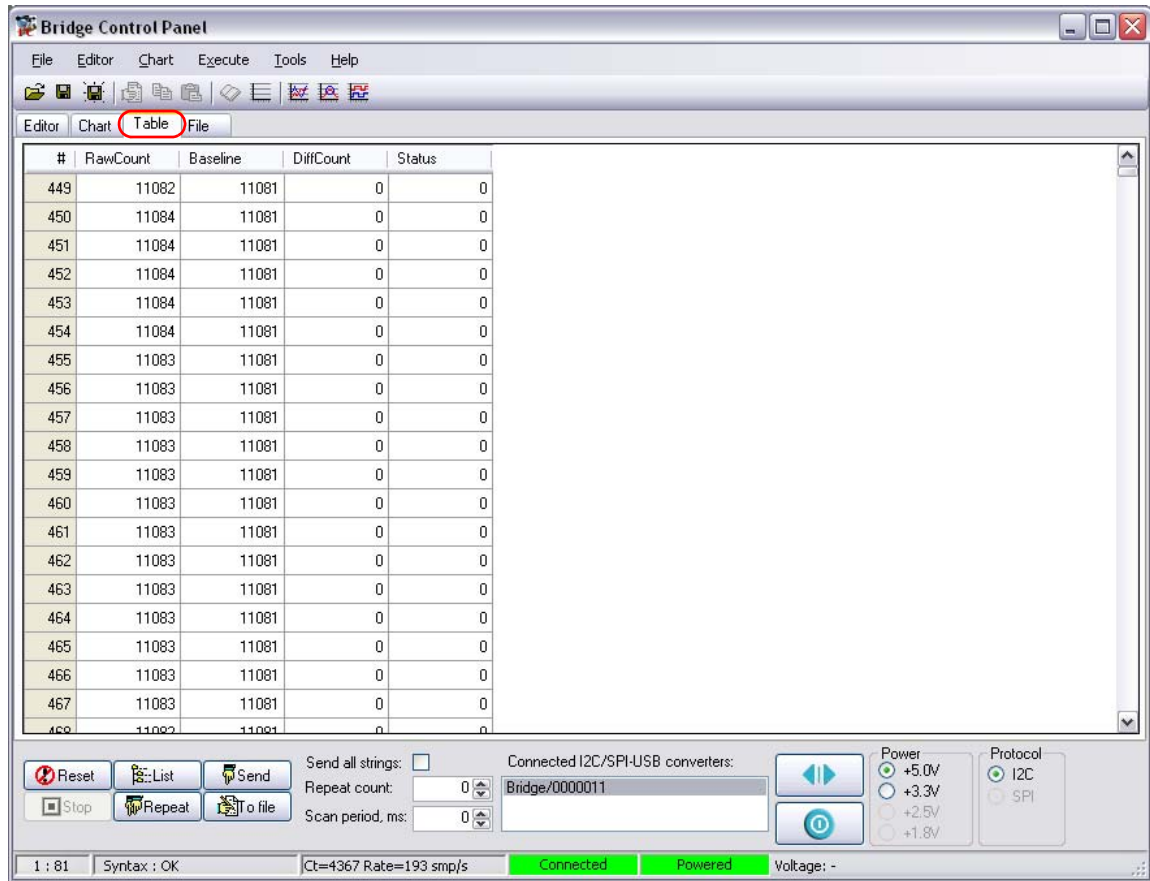 Bridge Control Panel
File Editor Chart Execute Tools Help
Editor Chart Table File
# RawCount Baseline DiffCount Status
449 11082 11081 0 0
450 11084 11081 0 0
451 11084 11081 0 0
452 11084 11081 0 0
453 11084 11081 0 0
454 11084 11081 0 0
455 11083 11081 0 0
456 11083 11081 0 0
457 11083 11081 0 0
458 11083 11081 0 0
459 11083 11081 0 0
460 11083 11081 0 0
461 11083 11081 0 0
462 11083 11081 0 0
463 11083 11081 0 0
464 11083 11081 0 0
465 11083 11081 0 0
466 11083 11081 0 0
467 11083 11081 0 0
Reset List Send
Stop Repeat To file
Send all strings:
Repeat count: 0
Scan period, ms: 0
Connected I2C/SPI-USB converters:
Bridge/0000011
Power
+5.0V
+3.3V
+2.5V
+1.8V
Protocol
I2C
SPI
1 : 81 Syntax : OK Ct=4367 Rate=193 smp/s Connected Powered Voltage: -